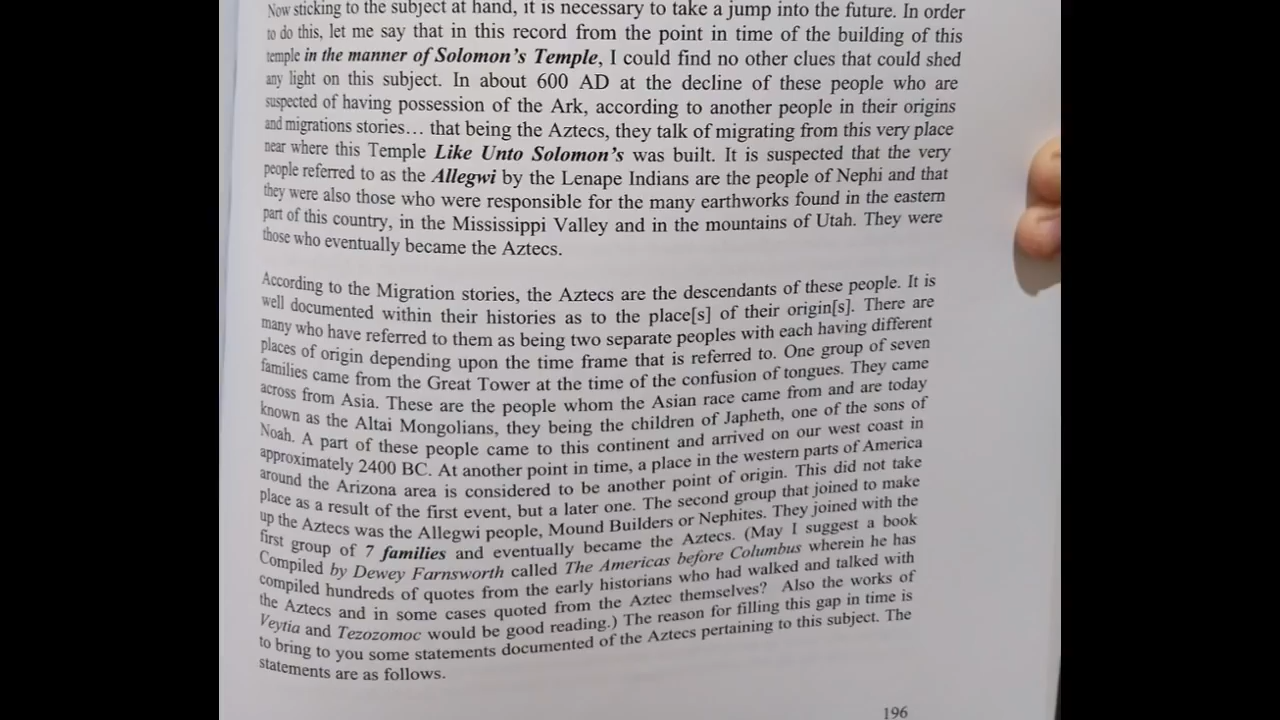 Now sticking to the subject at hand, it is necessary to take a jump into the future. In order
to do this, let me say that in this record from the point in time of the building of this
temple in the manner of Solomon's Temple, I could find no other clues that could shed
any light on this subject. In about 600 AD at the decline of these people who are
suspected of having possession of the Ark, according to another people in their origins
and migrations stories... that being the Aztecs, they talk of migrating from this very place
near where this Temple Like Unto Solomon's was built. It is suspected that the very
people referred to as the Allegwi by the Lenape Indians are the people of Nephi and that
they were also those who were responsible for the many earthworks found in the eastern
part of this country, in the Mississippi Valley and in the mountains of Utah. They were
those who eventually became the Aztecs.
According to the Migration stories, the Aztecs are the descendants of these people. It is
well documented within their histories as to the place[s] of their origin[s]. There are
many who have referred to them as being two separate peoples with each having different
places of origin depending upon the time frame that is referred to. One group of seven
families came from the Great Tower at the time of the confusion of tongues. They came
across from Asia. These are the people whom the Asian race came from and are today
known as the Altai Mongolians, they being the children of Japheth, one of the sons of
Noah. A part of these people came to this continent and arrived on our west coast in
approximately 2400 BC. At another point in time, a place in the western parts of America
around the Arizona area is considered to be another point of origin. This did not take
place as a result of the first event, but a later one. The second group that joined to make
up the Aztecs was the Allegwi people, Mound Builders or Nephites. They joined with the
first group of 7 families and eventually became the Aztecs. (May I suggest a book
Compiled by Dewey Farnsworth called The Americas before Columbus wherein he has
compiled hundreds of quotes from the early historians who had walked and talked with
the Aztecs and in some cases quoted from the Aztec themselves? Also the works of
Veytia and Tezozomoc would be good reading.) The reason for filling this gap in time is
to bring to you some statements documented of the Aztecs pertaining to this subject. The
statements are as follows.
196